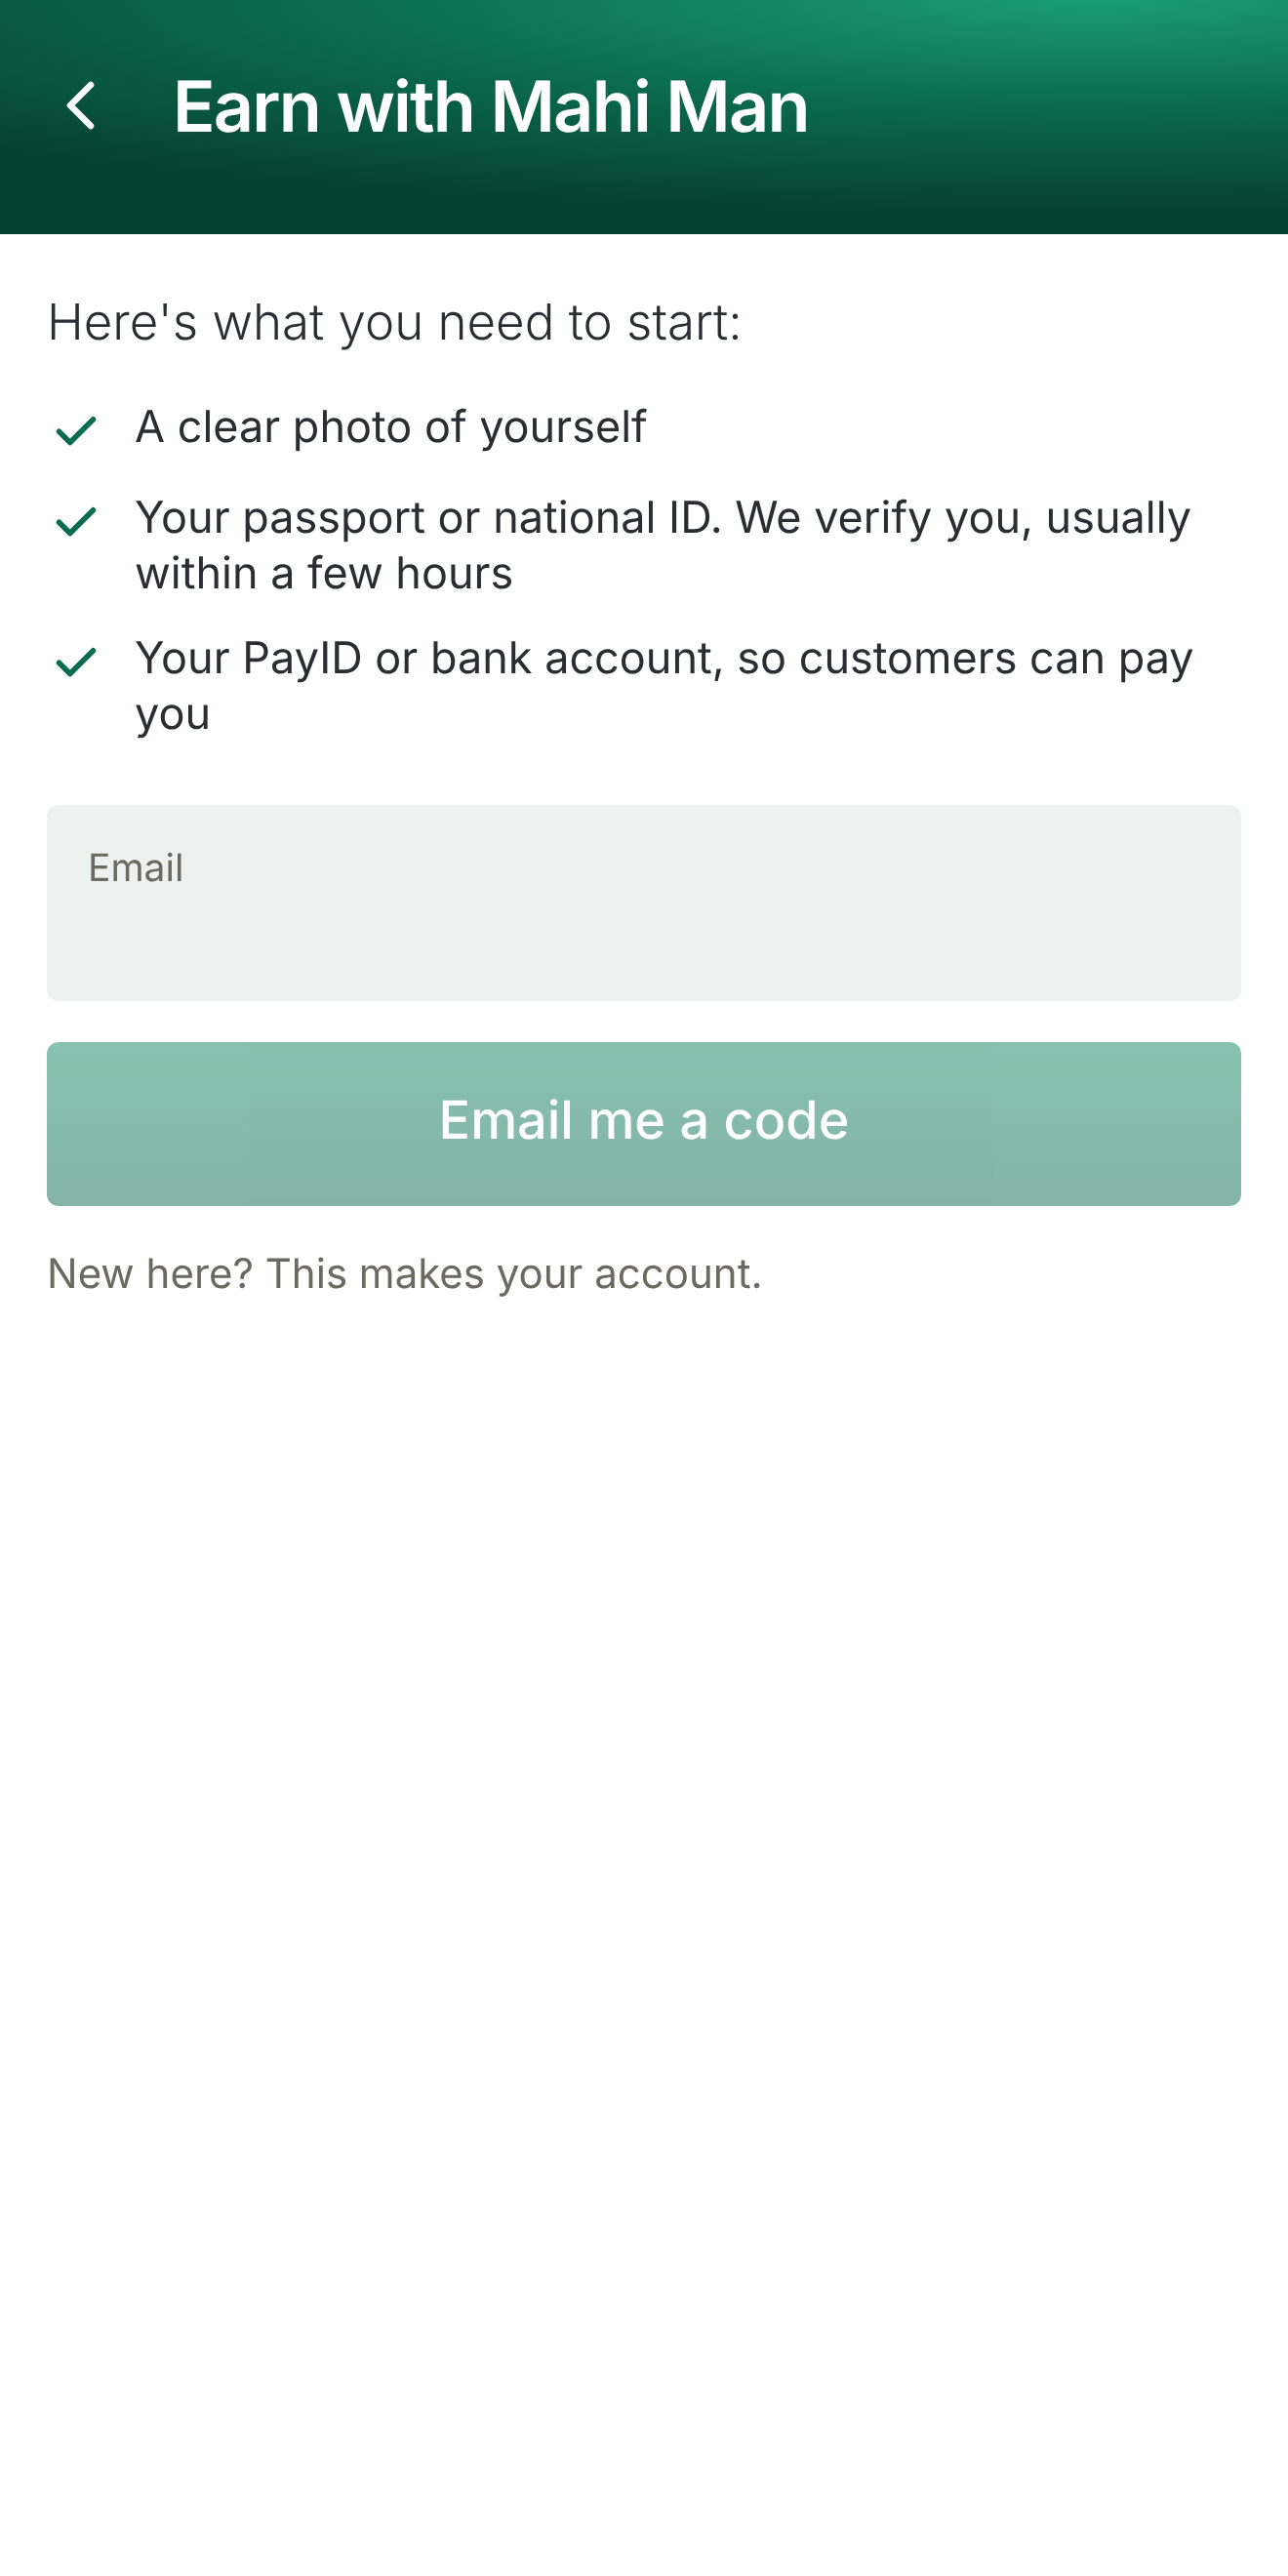 Earn with Mahi Man
Here's what you need to start:
A clear photo of yourself
Your passport or national ID. We verify you, usually
within a few hours
Your PayID or bank account, so customers can pay
you
Email
Email me a code
New here? This makes your account.